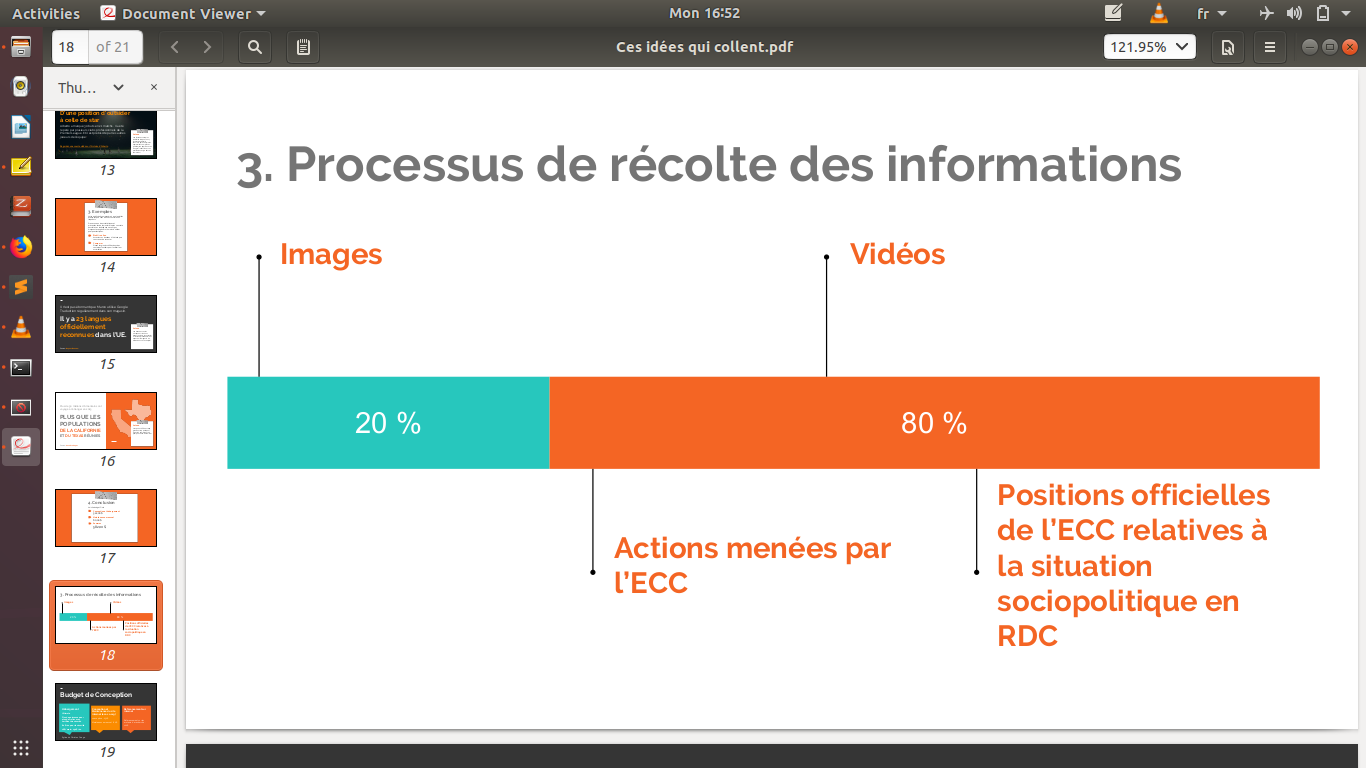 Activities
Document Viewer
Mon 16:52
fr
18
of 21
Ces idées qui collent.pdf
121.95%
Thu...
D'une position d'outsider
à celle de star
13
3. Exemples
14
Il y a 23 langues
officiellement
reconnues dans l'UE.
15
PLUS QUE LES
POPULATIONS
DE LA CALIFORNIE
ET DU TEXAS RÉUNIES
16
4. Conclusion
17
3. Processus de récolte des informations
18
Budget de Conception
19
3. Processus de récolte des informations
Images
Vidéos
20 %
80 %
Actions menées par
l'ECC
Positions officielles
de l'ECC relatives à
la situation
sociopolitique en
RDC